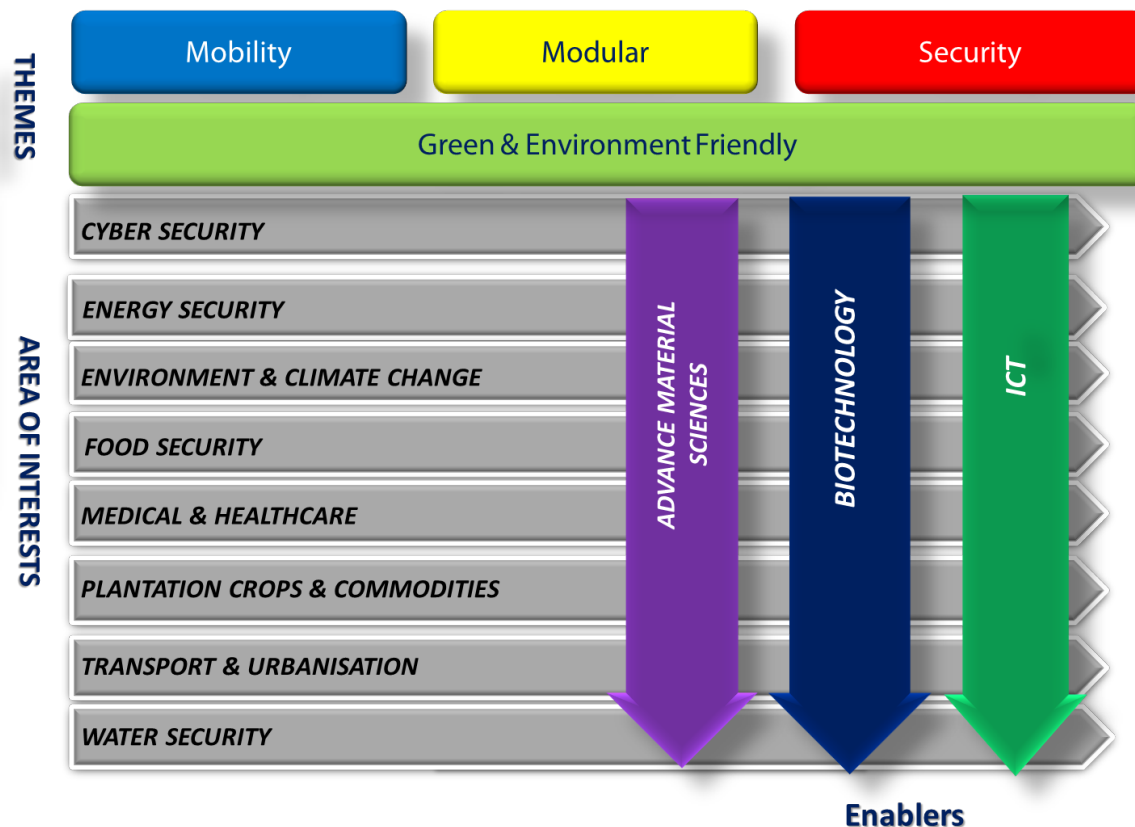 THEMES
Mobility
Modular
Security
Green & Environment Friendly
AREA OF INTERESTS
CYBER SECURITY
ENERGY SECURITY
ENVIRONMENT & CLIMATE CHANGE
FOOD SECURITY
MEDICAL & HEALTHCARE
PLANTATION CROPS & COMMODITIES
TRANSPORT & URBANISATION
WATER SECURITY
ADVANCE MATERIAL
SCIENCES
BIOTECHNOLOGY
ICT
Enablers